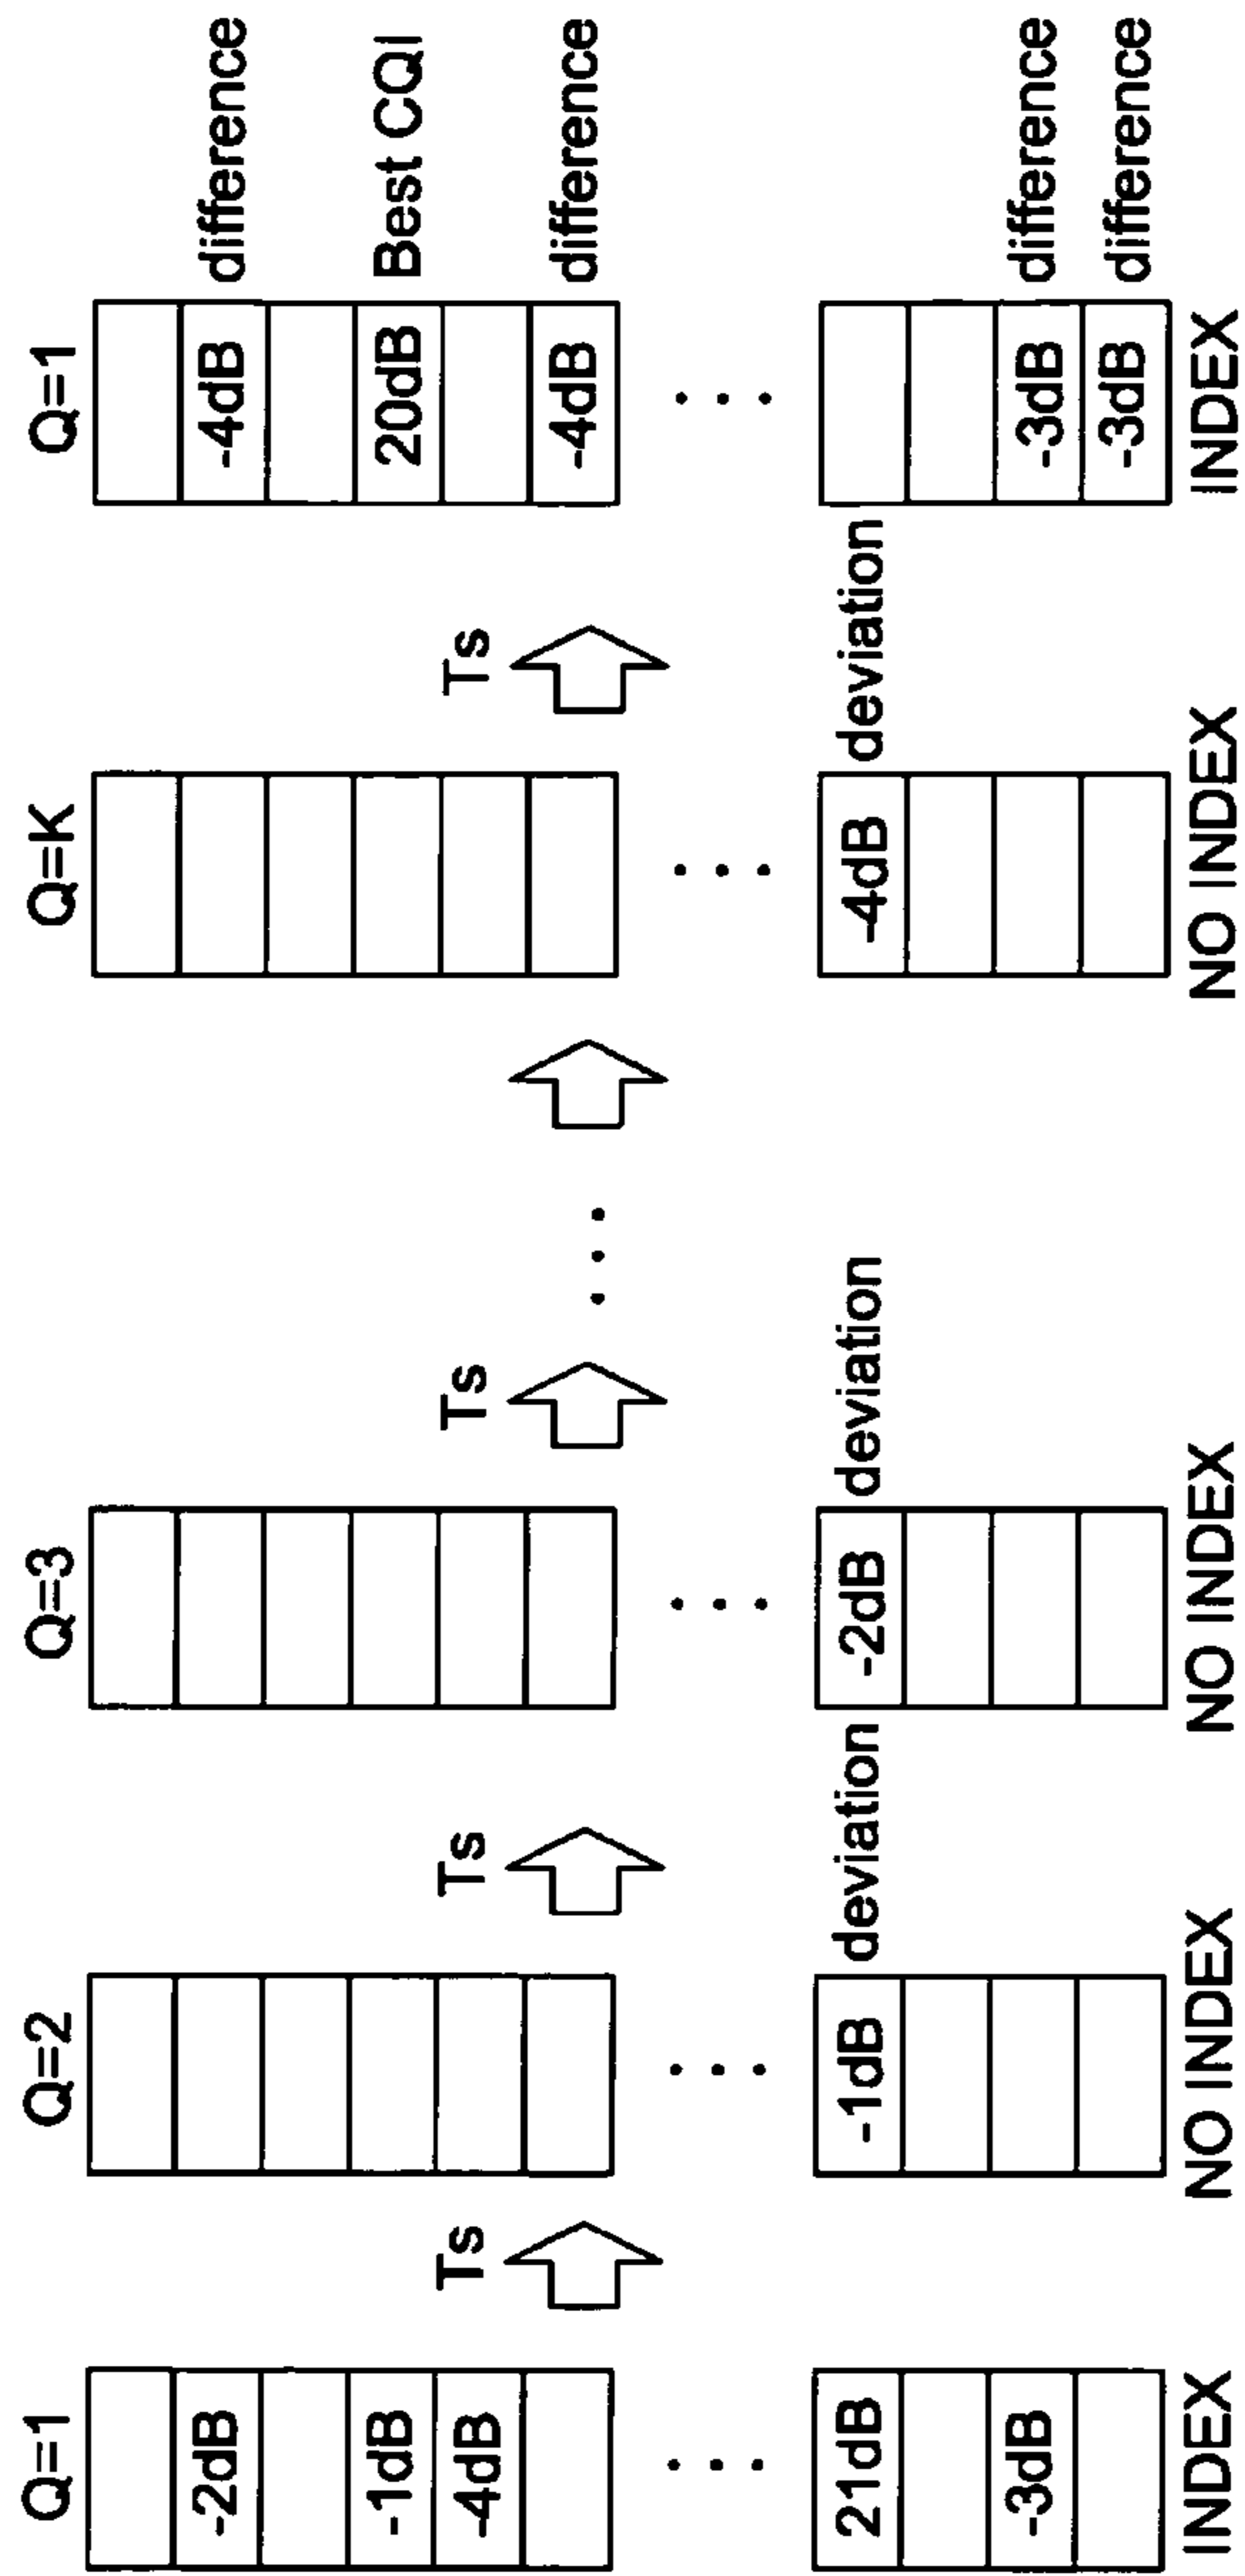 Q=1
-2dB
-1dB
-4dB
21dB
-3dB
INDEX
Ts
Q=2
-1dB
deviation
NO INDEX
Ts
Q=3
-2dB
deviation
NO INDEX
Ts
Q=K
-4dB
deviation
NO INDEX
Ts
Q=1
-4dB difference
20dB Best CQI
-4dB difference
-3dB difference
-3dB difference
INDEX